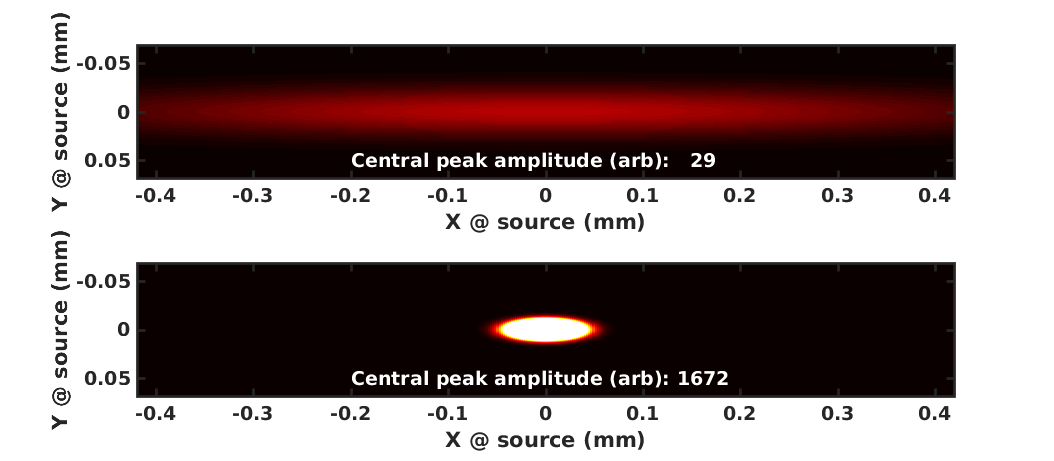 Y @ source (mm)
-0.05
0
0.05
Central peak amplitude (arb): 29
-0.4 -0.3 -0.2 -0.1 0 0.1 0.2 0.3 0.4
X @ source (mm)
Y @ source (mm)
-0.05
0
0.05
Central peak amplitude (arb): 1672
-0.4 -0.3 -0.2 -0.1 0 0.1 0.2 0.3 0.4
X @ source (mm)